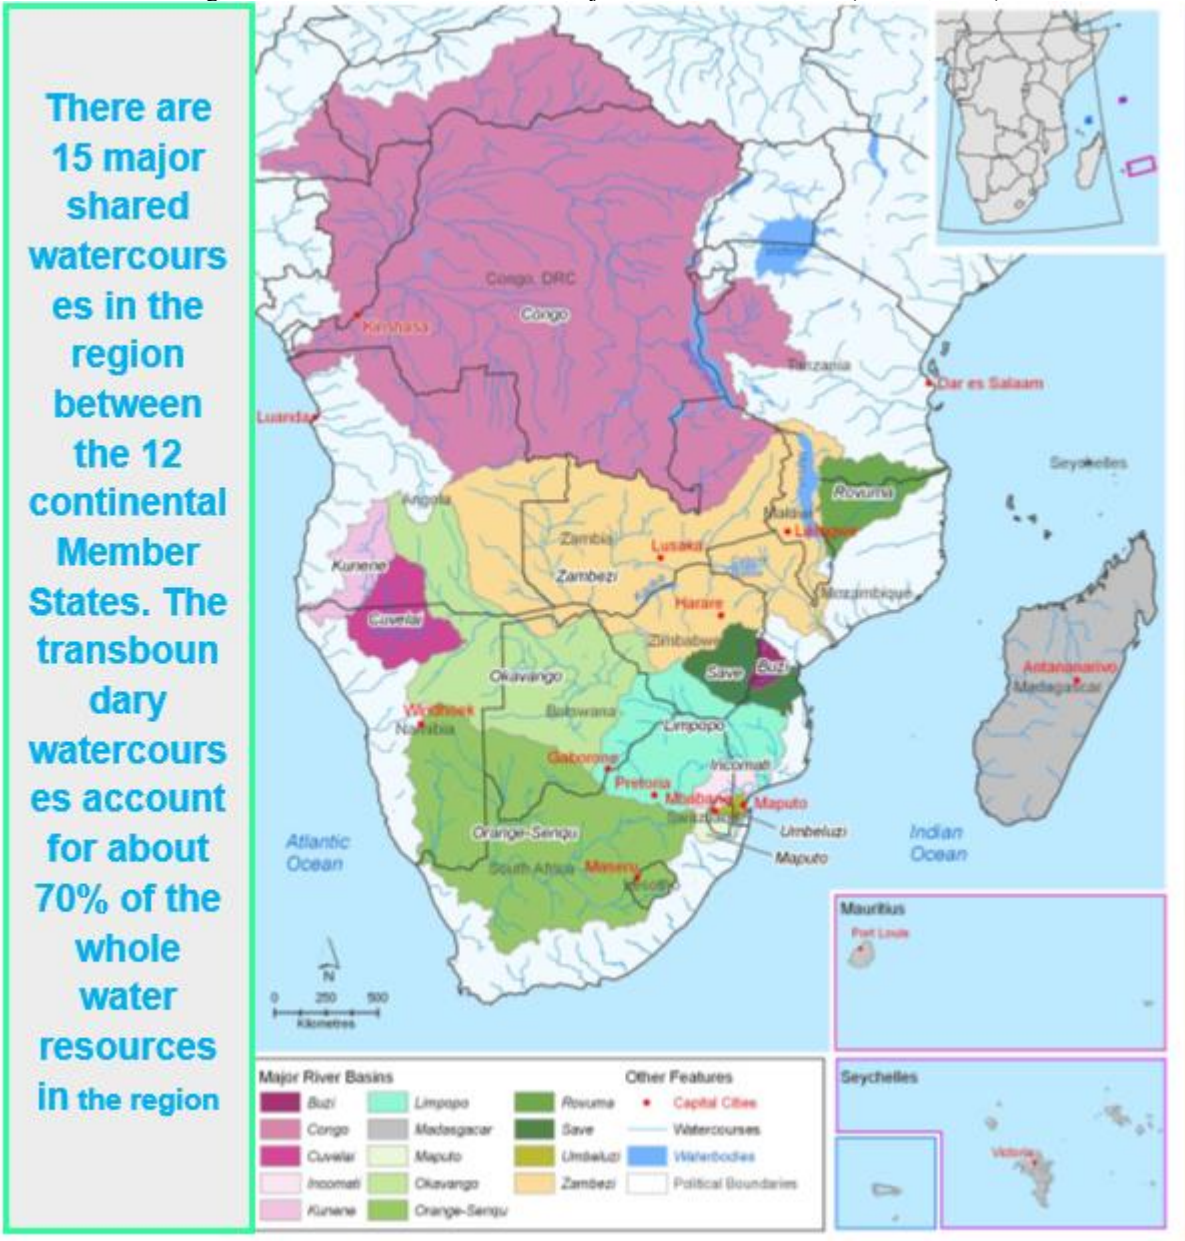 There are
15 major
shared
watercours
es in the
region
between
the 12
continental
Member
States. The
transboun
dary
watercours
es account
for about
70% of the
whole
water
resources
in the region
Congo, DRC
Congo
Kinshasa
Tanzania
Dar es Salaam
Luanda
Seychelles
Angola
Rovuma
Malawi
Zambia
Lusaka
Kunene
Zambezi
Mozambique
Harare
Cuvelai
Zimbabwe
Save
Buzi
Okavango
Antananarivo
Madagascar
Windhoek
Namibia
Botswana
Limpopo
Gaborone
Incomati
Pretoria
Maputo
Orange-Senqu
Umbeluzi
Maputo
Atlantic
Ocean
Indian
Ocean
South Africa
Maseru
Lesotho
N
0 250 500
Kilometres
Mauritius
Port Louis
Seychelles
Victoria
Major River Basins
Other Features
Buzi
Limpopo
Rovuma
Capital Cities
Congo
Madagascar
Save
Watercourses
Cuvelai
Maputo
Umbeluzi
Waterbodies
Incomati
Okavango
Zambezi
Political Boundaries
Kunene
Orange-Senqu